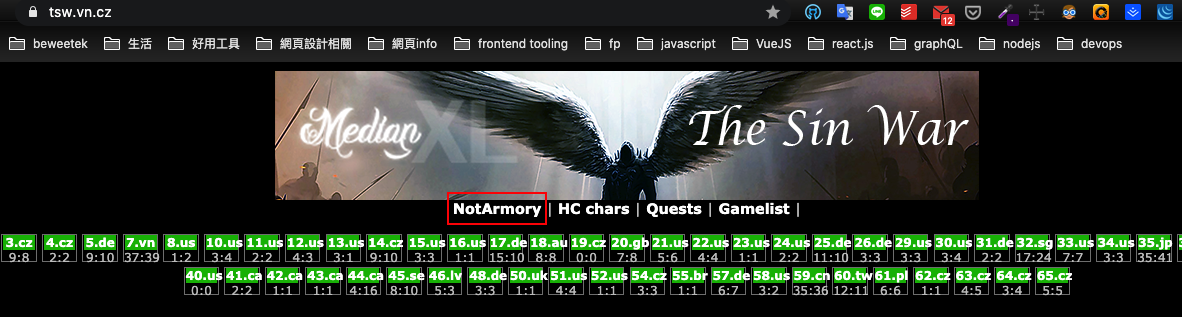 tsw.vn.cz
12
beweetek 生活 好用工具 網頁設計相關 網頁info frontend tooling fp javascript VueJS react.js graphQL nodejs devops
Median XL The Sin War
NotArmory | HC chars | Quests | Gamelist |
3.cz 4.cz 5.de 7.vn 8.us 10.us 11.us 12.us 13.us 14.cz 15.us 16.us 17.de 18.au 19.cz 20.gb 21.us 22.us 23.us 24.us 25.de 26.de 29.us 30.us 31.de 32.sg 33.us 34.us 35.jp
9:8 2:2 9:10 37:39 1:2 3:4 2:2 4:3 3:1 9:10 3:3 1:1 15:10 8:8 0:0 7:8 5:6 4:4 1:1 2:2 11:10 3:3 3:3 3:4 2:2 17:24 7:7 3:3 35:41
40.us 41.ca 42.ca 43.ca 44.ca 45.se 46.lv 48.de 50.uk 51.us 52.us 54.cz 55.br 57.de 58.us 59.cn 60.tw 61.pl 62.cz 63.cz 64.cz 65.cz
0:0 2:2 1:1 1:1 4:16 8:10 5:3 3:3 1:1 4:4 1:1 3:3 1:1 6:7 3:2 35:36 12:11 6:6 1:1 4:5 3:4 5:5